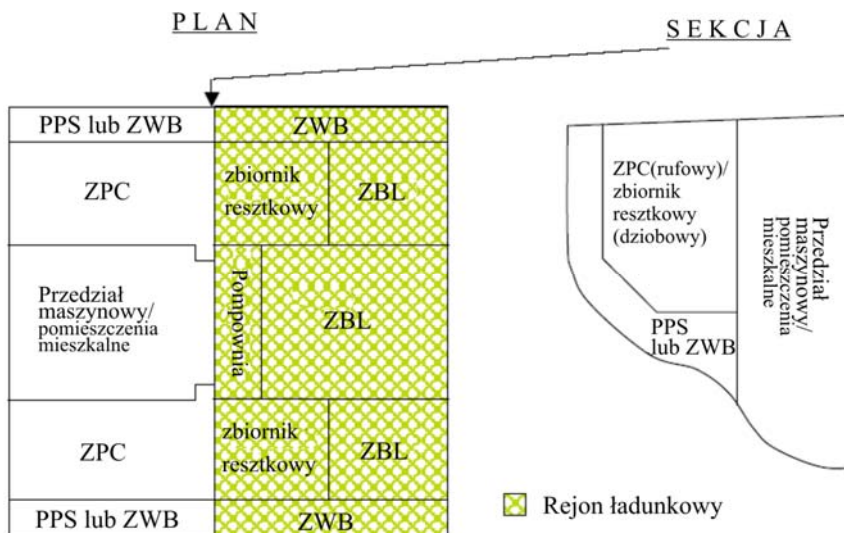 PLAN
SEKCJA
PPS lub ZWB
ZWB
ZPC
zbiornik
resztkowy
ZBL
Przedział
maszynowy/
pomieszczenia
mieszkalne
Pompownia
ZBL
ZPC
zbiornik
resztkowy
ZBL
PPS lub ZWB
ZWB
ZPC(rufowy)/
zbiornik
resztkowy
(dziobowy)
Przedział
maszynowy/
pomieszczenia
mieszkalne
PPS
lub ZWB
Rejon ładunkowy